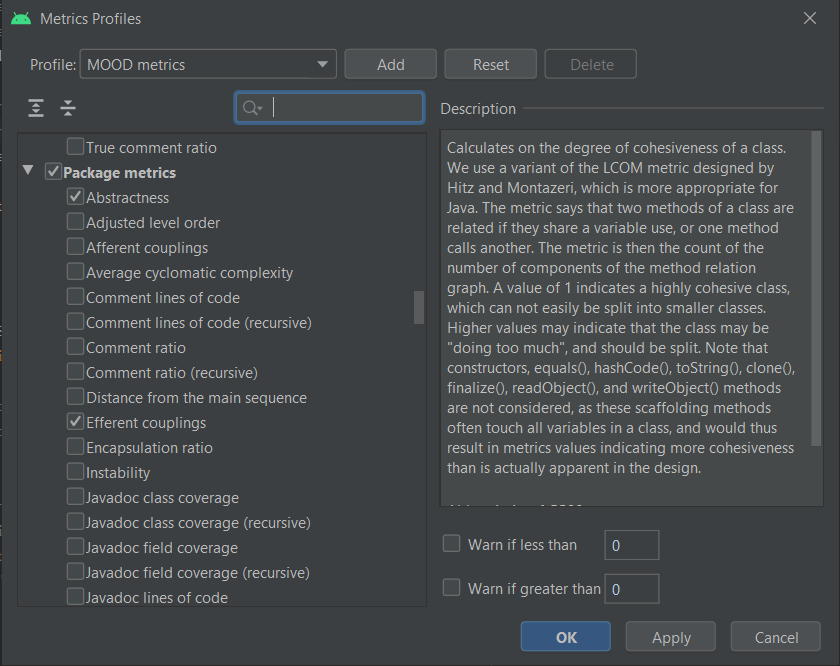 Metrics Profiles
Profile: MOOD metrics
Add
Reset
Delete
True comment ratio
Package metrics
Abstractness
Adjusted level order
Afferent couplings
Average cyclomatic complexity
Comment lines of code
Comment lines of code (recursive)
Comment ratio
Comment ratio (recursive)
Distance from the main sequence
Efferent couplings
Encapsulation ratio
Instability
Javadoc class coverage
Javadoc class coverage (recursive)
Javadoc field coverage
Javadoc field coverage (recursive)
Javadoc lines of code
Description
Calculates on the degree of cohesiveness of a class.
We use a variant of the LCOM metric designed by
Hitz and Montazeri, which is more appropriate for
Java. The metric says that two methods of a class are
related if they share a variable use, or one method
calls another. The metric is then the count of the
number of components of the method relation
graph. A value of 1 indicates a highly cohesive class,
which can not easily be split into smaller classes.
Higher values may indicate that the class may be
"doing too much", and should be split. Note that
constructors, equals(), hashCode(), toString(), clone(),
finalize(), readObject(), and writeObject() methods
are not considered, as these scaffolding methods
often touch all variables in a class, and would thus
result in metrics values indicating more cohesiveness
than is actually apparent in the design.
Warn if less than 0
Warn if greater than 0
OK
Apply
Cancel